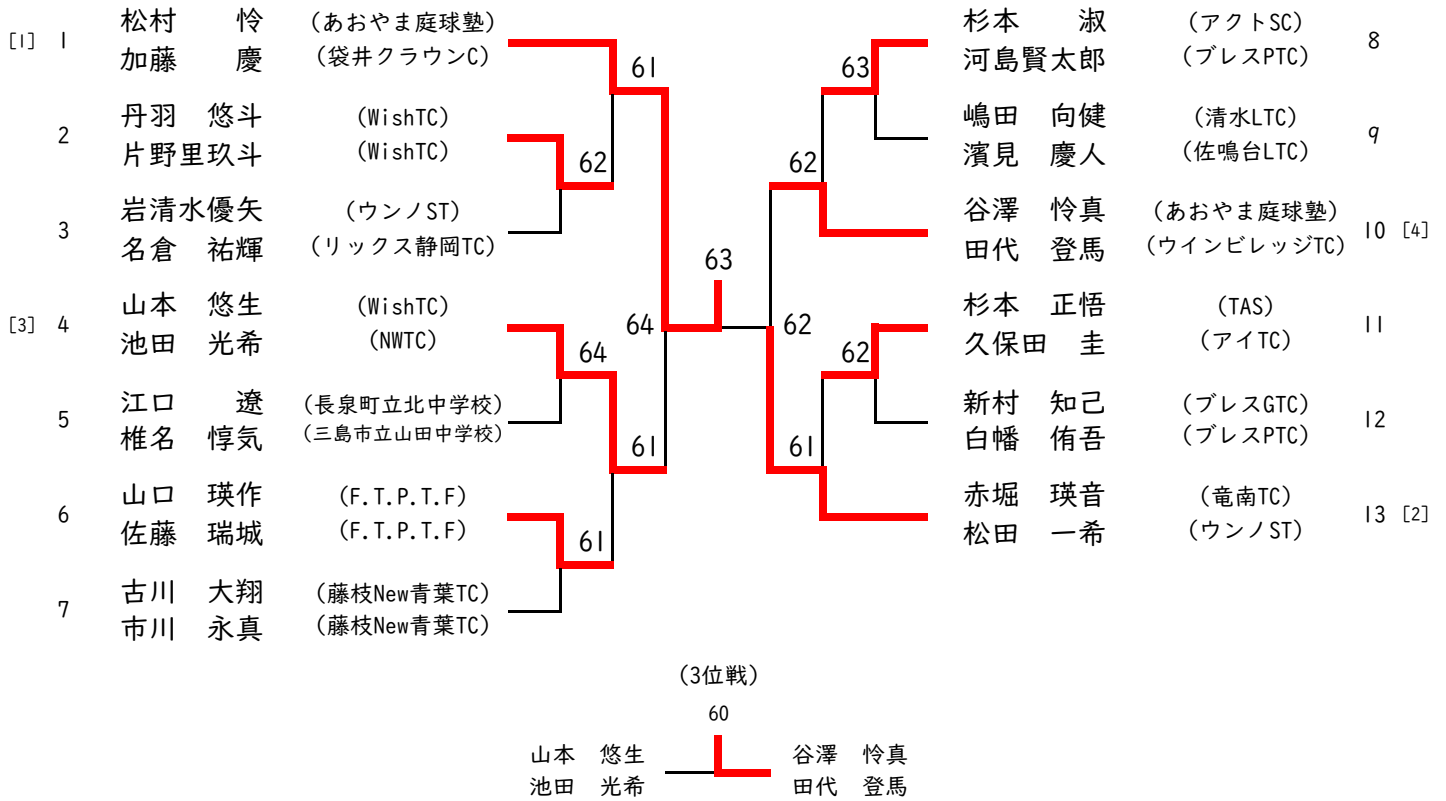 [1] 1 松村 怜 (あおやま庭球塾)
加藤 慶 (袋井クラウンC)
2 丹羽 悠斗 (WishTC)
片野里玖斗 (WishTC)
3 岩清水優矢 (ウンノST)
名倉 祐輝 (リックス静岡TC)
[3] 4 山本 悠生 (WishTC)
池田 光希 (NWTC)
5 江口 遼 (長泉町立北中学校)
椎名 惇気 (三島市立山田中学校)
6 山口 瑛作 (F.T.P.T.F)
佐藤 瑞城 (F.T.P.T.F)
7 古川 大翔 (藤枝New青葉TC)
市川 永真 (藤枝New青葉TC)
61
62
64
64
61
61
63
63
62
62
62
61
杉本 淑 (アクトSC) 8
河島賢太郎 (ブレスPTC)
嶋田 向健 (清水LTC) 9
濱見 慶人 (佐鳴台LTC)
谷澤 怜真 (あおやま庭球塾) 10 [4]
田代 登馬 (ウインビレッジTC)
杉本 正悟 (TAS) 11
久保田 圭 (アイTC)
新村 知己 (ブレスGTC) 12
白幡 侑吾 (ブレスPTC)
赤堀 瑛音 (竜南TC) 13 [2]
松田 一希 (ウンノST)
(3位戦)
60
山本 悠生 谷澤 怜真
池田 光希 田代 登馬